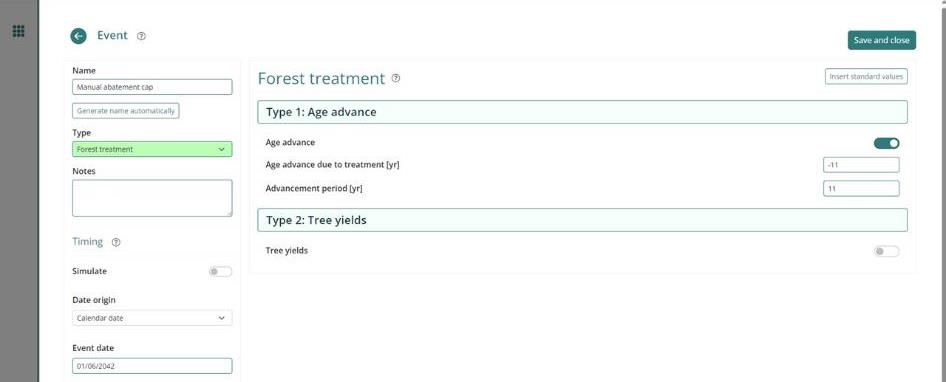 Event
Save and close
Name
Manual abatement cap
Generate name automatically
Type
Forest treatment
Notes
Timing
Simulate
Date origin
Calendar date
Event date
01/06/2042
Forest treatment
Insert standard values
Type 1: Age advance
Age advance
Age advance due to treatment [yr]
-11
Advancement period [yr]
11
Type 2: Tree yields
Tree yields